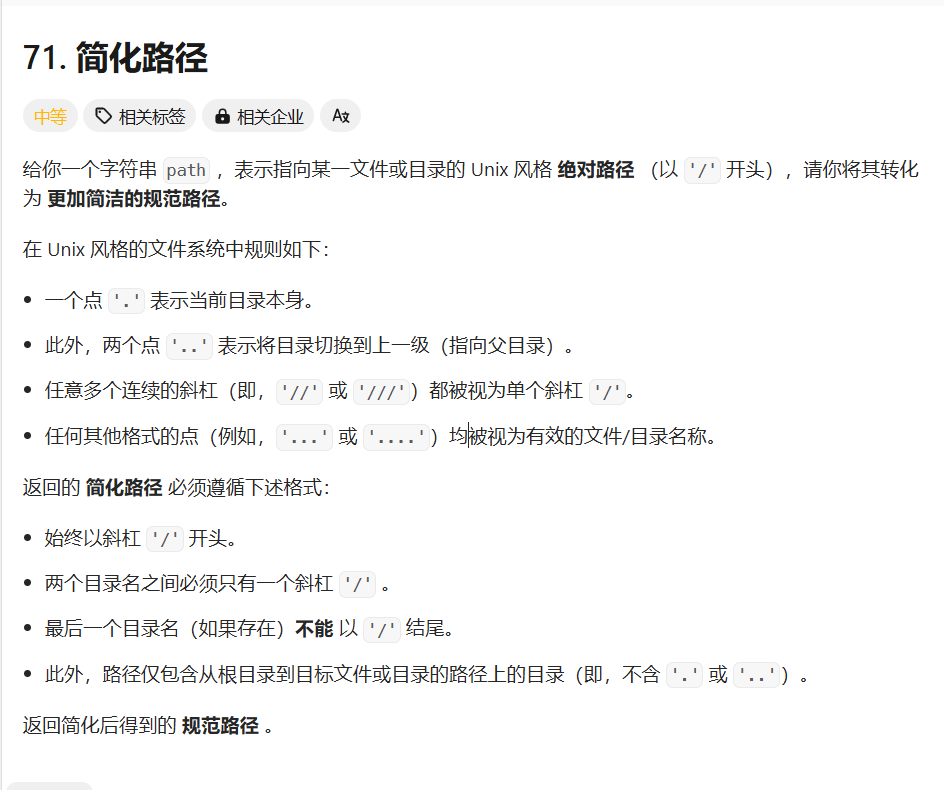 71. 简化路径
中等 相关标签 相关企业 Az
给你一个字符串 path ，表示指向某一文件或目录的 Unix 风格 绝对路径 （以 '/' 开头），请你将其转化
为 更加简洁的规范路径。
在 Unix 风格的文件系统中规则如下：
一个点 '.' 表示当前目录本身。
此外，两个点 '..' 表示将目录切换到上一级（指向父目录）。
任意多个连续的斜杠（即，'//' 或 '///'）都被视为单个斜杠 '/'。
任何其他格式的点（例如，'...' 或 '....'）均被视为有效的文件/目录名称。
返回的 简化路径 必须遵循下述格式：
始终以斜杠 '/' 开头。
两个目录名之间必须只有一个斜杠 '/' 。
最后一个目录名（如果存在）不能 以 '/' 结尾。
此外，路径仅包含从根目录到目标文件或目录的路径上的目录（即，不含 '.' 或 '..'）。
返回简化后得到的 规范路径 。